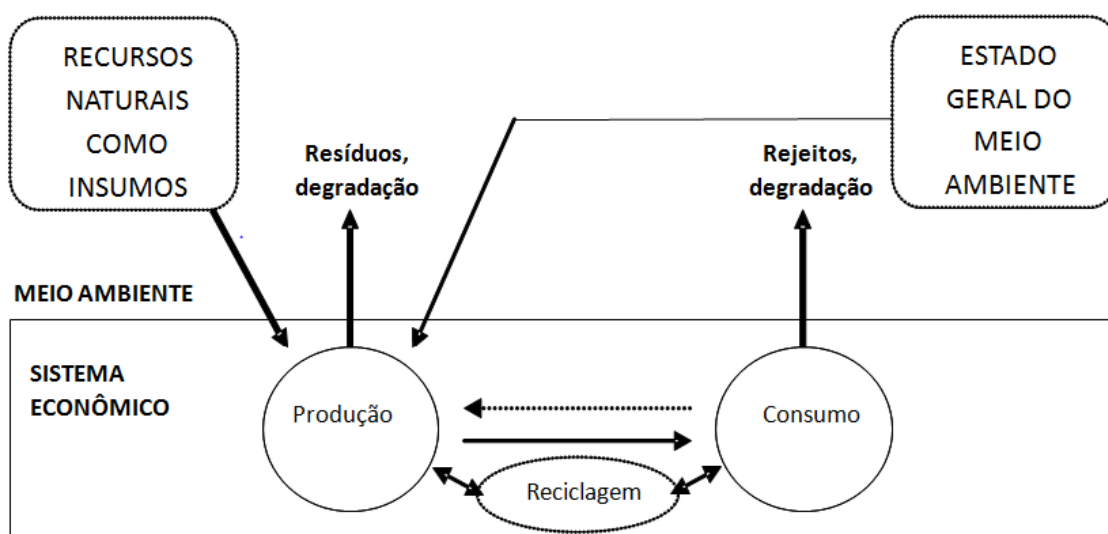 RECURSOS
NATURAIS
COMO
INSUMOS
Resíduos,
degradação
Rejeitos,
degradação
ESTADO
GERAL DO
MEIO
AMBIENTE
MEIO AMBIENTE
SISTEMA
ECONÔMICO
Produção
Consumo
Reciclagem